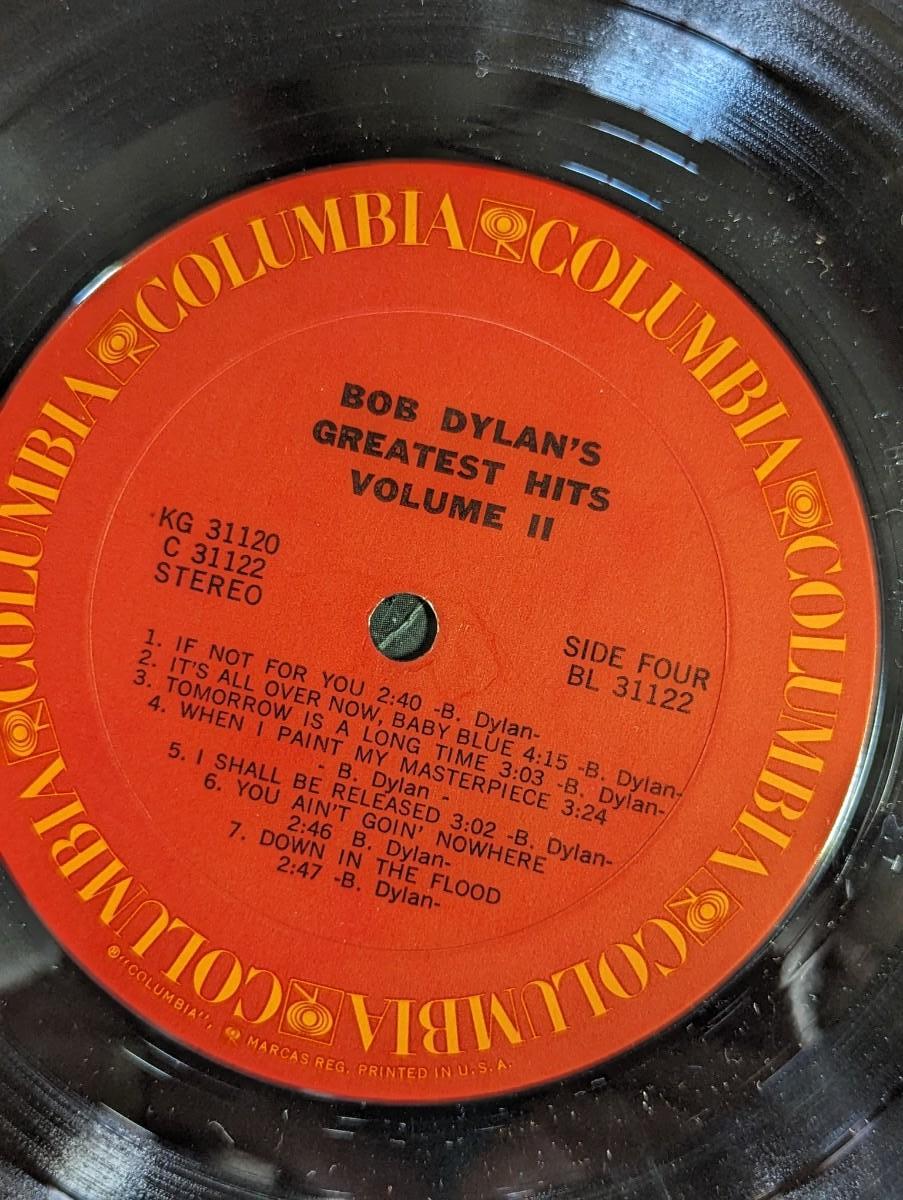 COLUMBIA COLUMBIA COLUMBIA COLUMBIA COLUMBIA COLUMBIA COLUMBIA COLUMBIA
BOB DYLAN'S
GREATEST HITS
VOLUME II
KG 31120
C 31122
STEREO
SIDE FOUR
BL 31122
1. IF NOT FOR YOU 2:40 -B. Dylan-
2. IT'S ALL OVER NOW, BABY BLUE 4:15 -B. Dylan-
3. TOMORROW IS A LONG TIME 3:03 -B. Dylan-
4. WHEN I PAINT MY MASTERPIECE 3:24
- B. Dylan -
5. I SHALL BE RELEASED 3:02 -B. Dylan-
6. YOU AIN'T GOIN' NOWHERE
2:46 B. Dylan-
7. DOWN IN THE FLOOD
2:47 -B. Dylan-
® "COLUMBIA", MARCAS REG. PRINTED IN U.S.A.